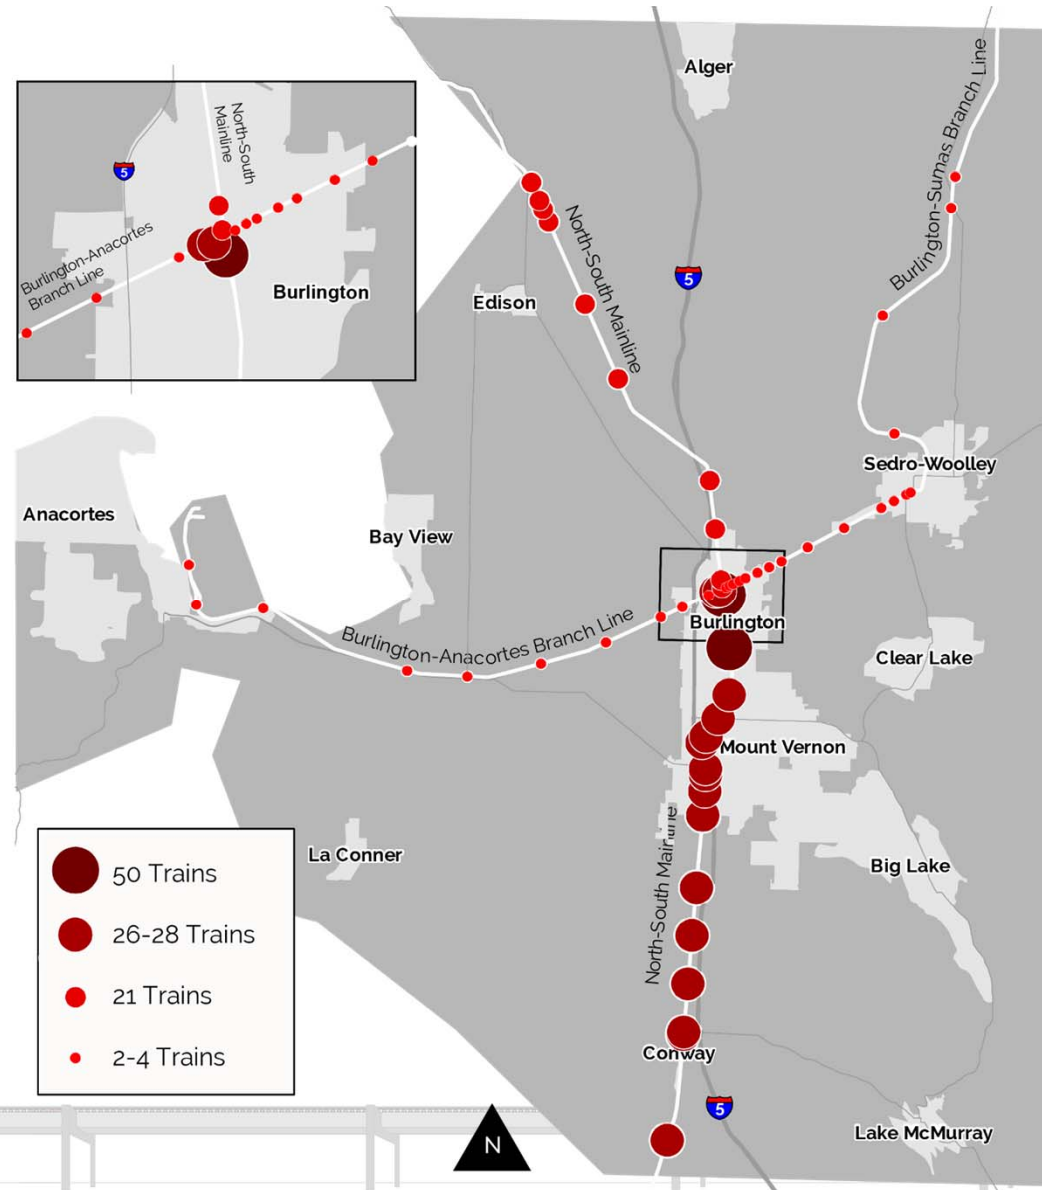 Alger
Burlington-Sumas Branch Line
5
North-South
Mainline
Burlington-Anacortes
Branch Line
Burlington
North-South Mainline
5
Edison
Sedro-Woolley
Anacortes
Bay View
Burlington
Burlington-Anacortes Branch Line
Clear Lake
Mount Vernon
La Conner
Big Lake
North-South Mainline
50 Trains
26-28 Trains
21 Trains
2-4 Trains
Conway
5
Lake McMurray
N